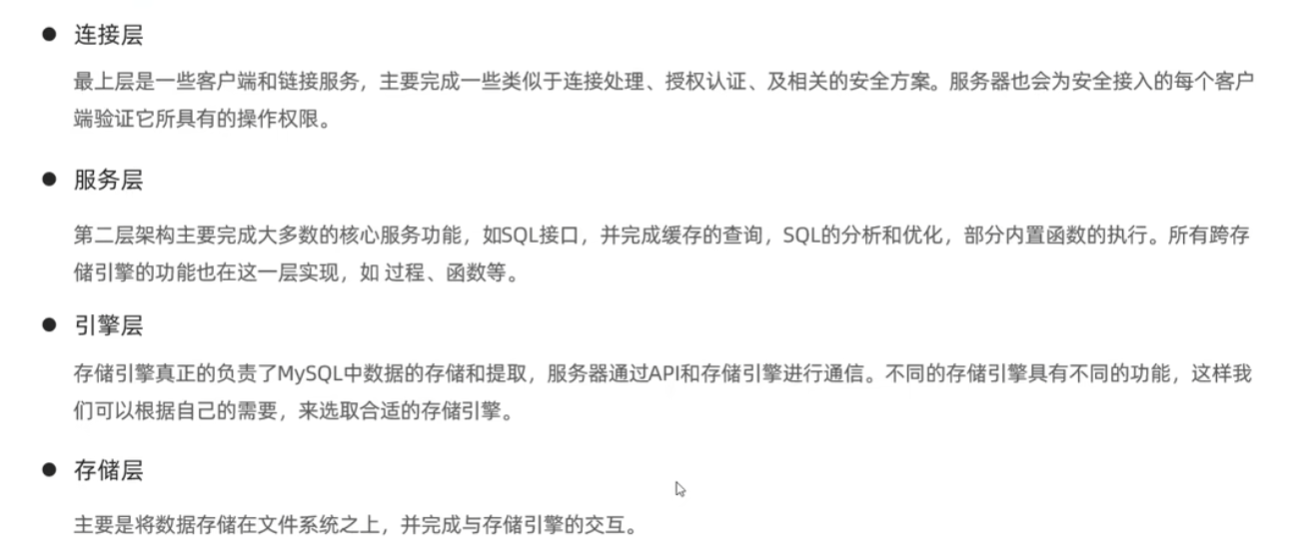 ● 连接层
最上层是一些客户端和链接服务，主要完成一些类似于连接处理、授权认证、及相关的安全方案。服务器也会为安全接入的每个客户
端验证它所具有的操作权限。
● 服务层
第二层架构主要完成大多数的核心服务功能，如SQL接口，并完成缓存的查询，SQL的分析和优化，部分内置函数的执行。所有跨存
储引擎的功能也在这一层实现，如 过程、函数等。
● 引擎层
存储引擎真正的负责了MySQL中数据的存储和提取，服务器通过API和存储引擎进行通信。不同的存储引擎具有不同的功能，这样我
们可以根据自己的需要，来选取合适的存储引擎。
● 存储层
主要是将数据存储在文件系统之上，并完成与存储引擎的交互。